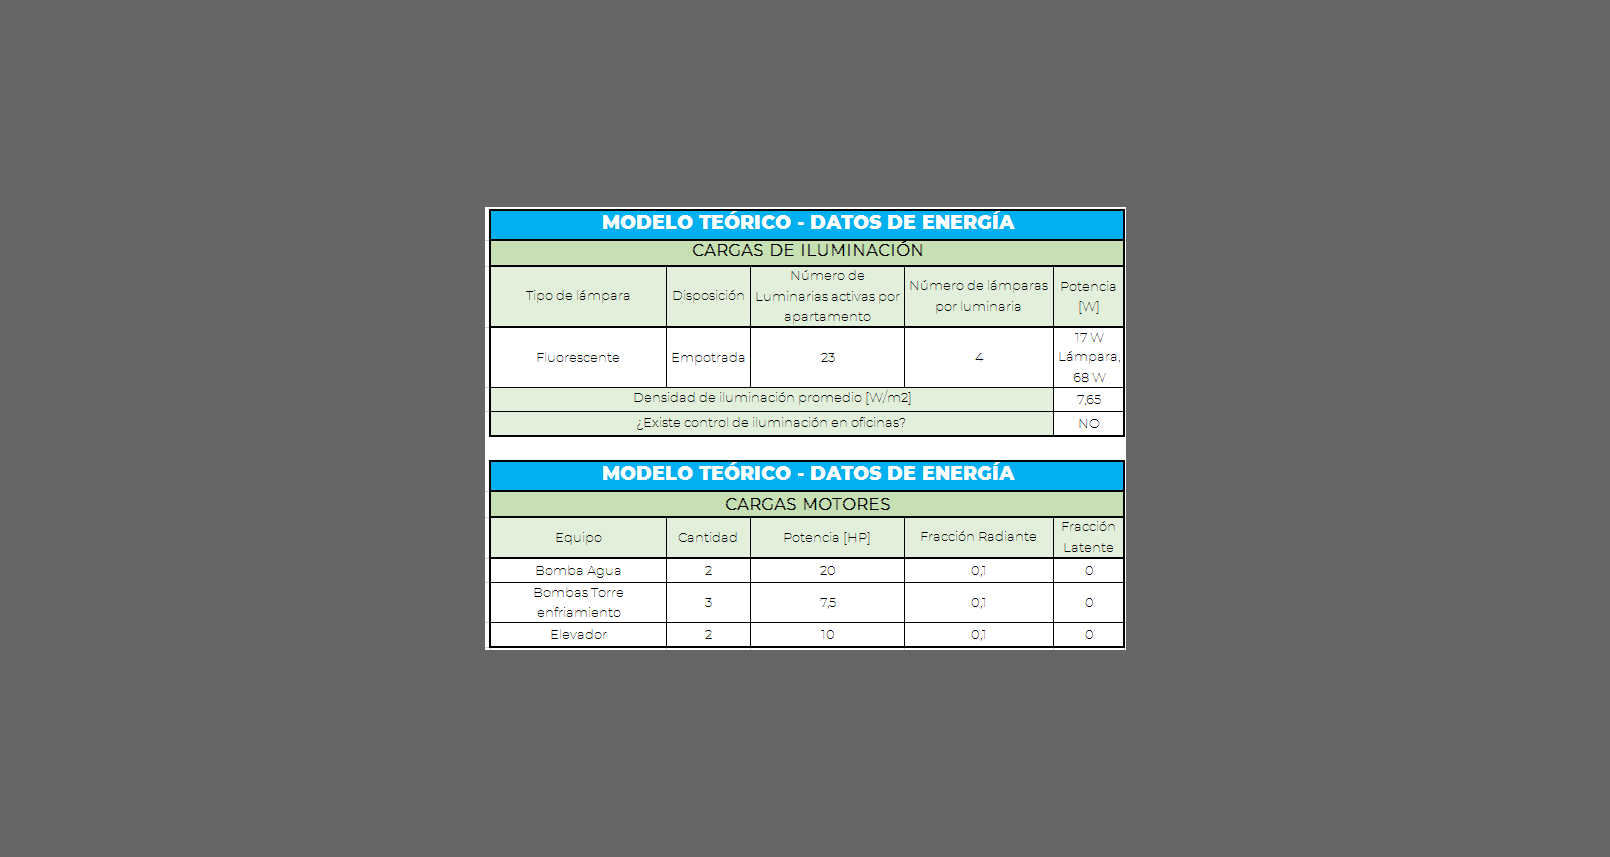 MODELO TEÓRICO - DATOS DE ENERGÍA
CARGAS DE ILUMINACIÓN
Tipo de lámpara
Disposición
Número de
Luminarias activas por
apartamento
Número de lámparas
por luminaria
Potencia
[W]
Fluorescente
Empotrada
23
4
17 W
Lámpara,
68 W
Densidad de iluminación promedio [W/m2]
7,65
¿Existe control de iluminación en oficinas?
NO
MODELO TEÓRICO - DATOS DE ENERGÍA
CARGAS MOTORES
Equipo
Cantidad
Potencia [HP]
Fracción Radiante
Fracción
Latente
Bomba Agua
2
20
0,1
0
Bombas Torre
enfriamiento
3
7,5
0,1
0
Elevador
2
10
0,1
0